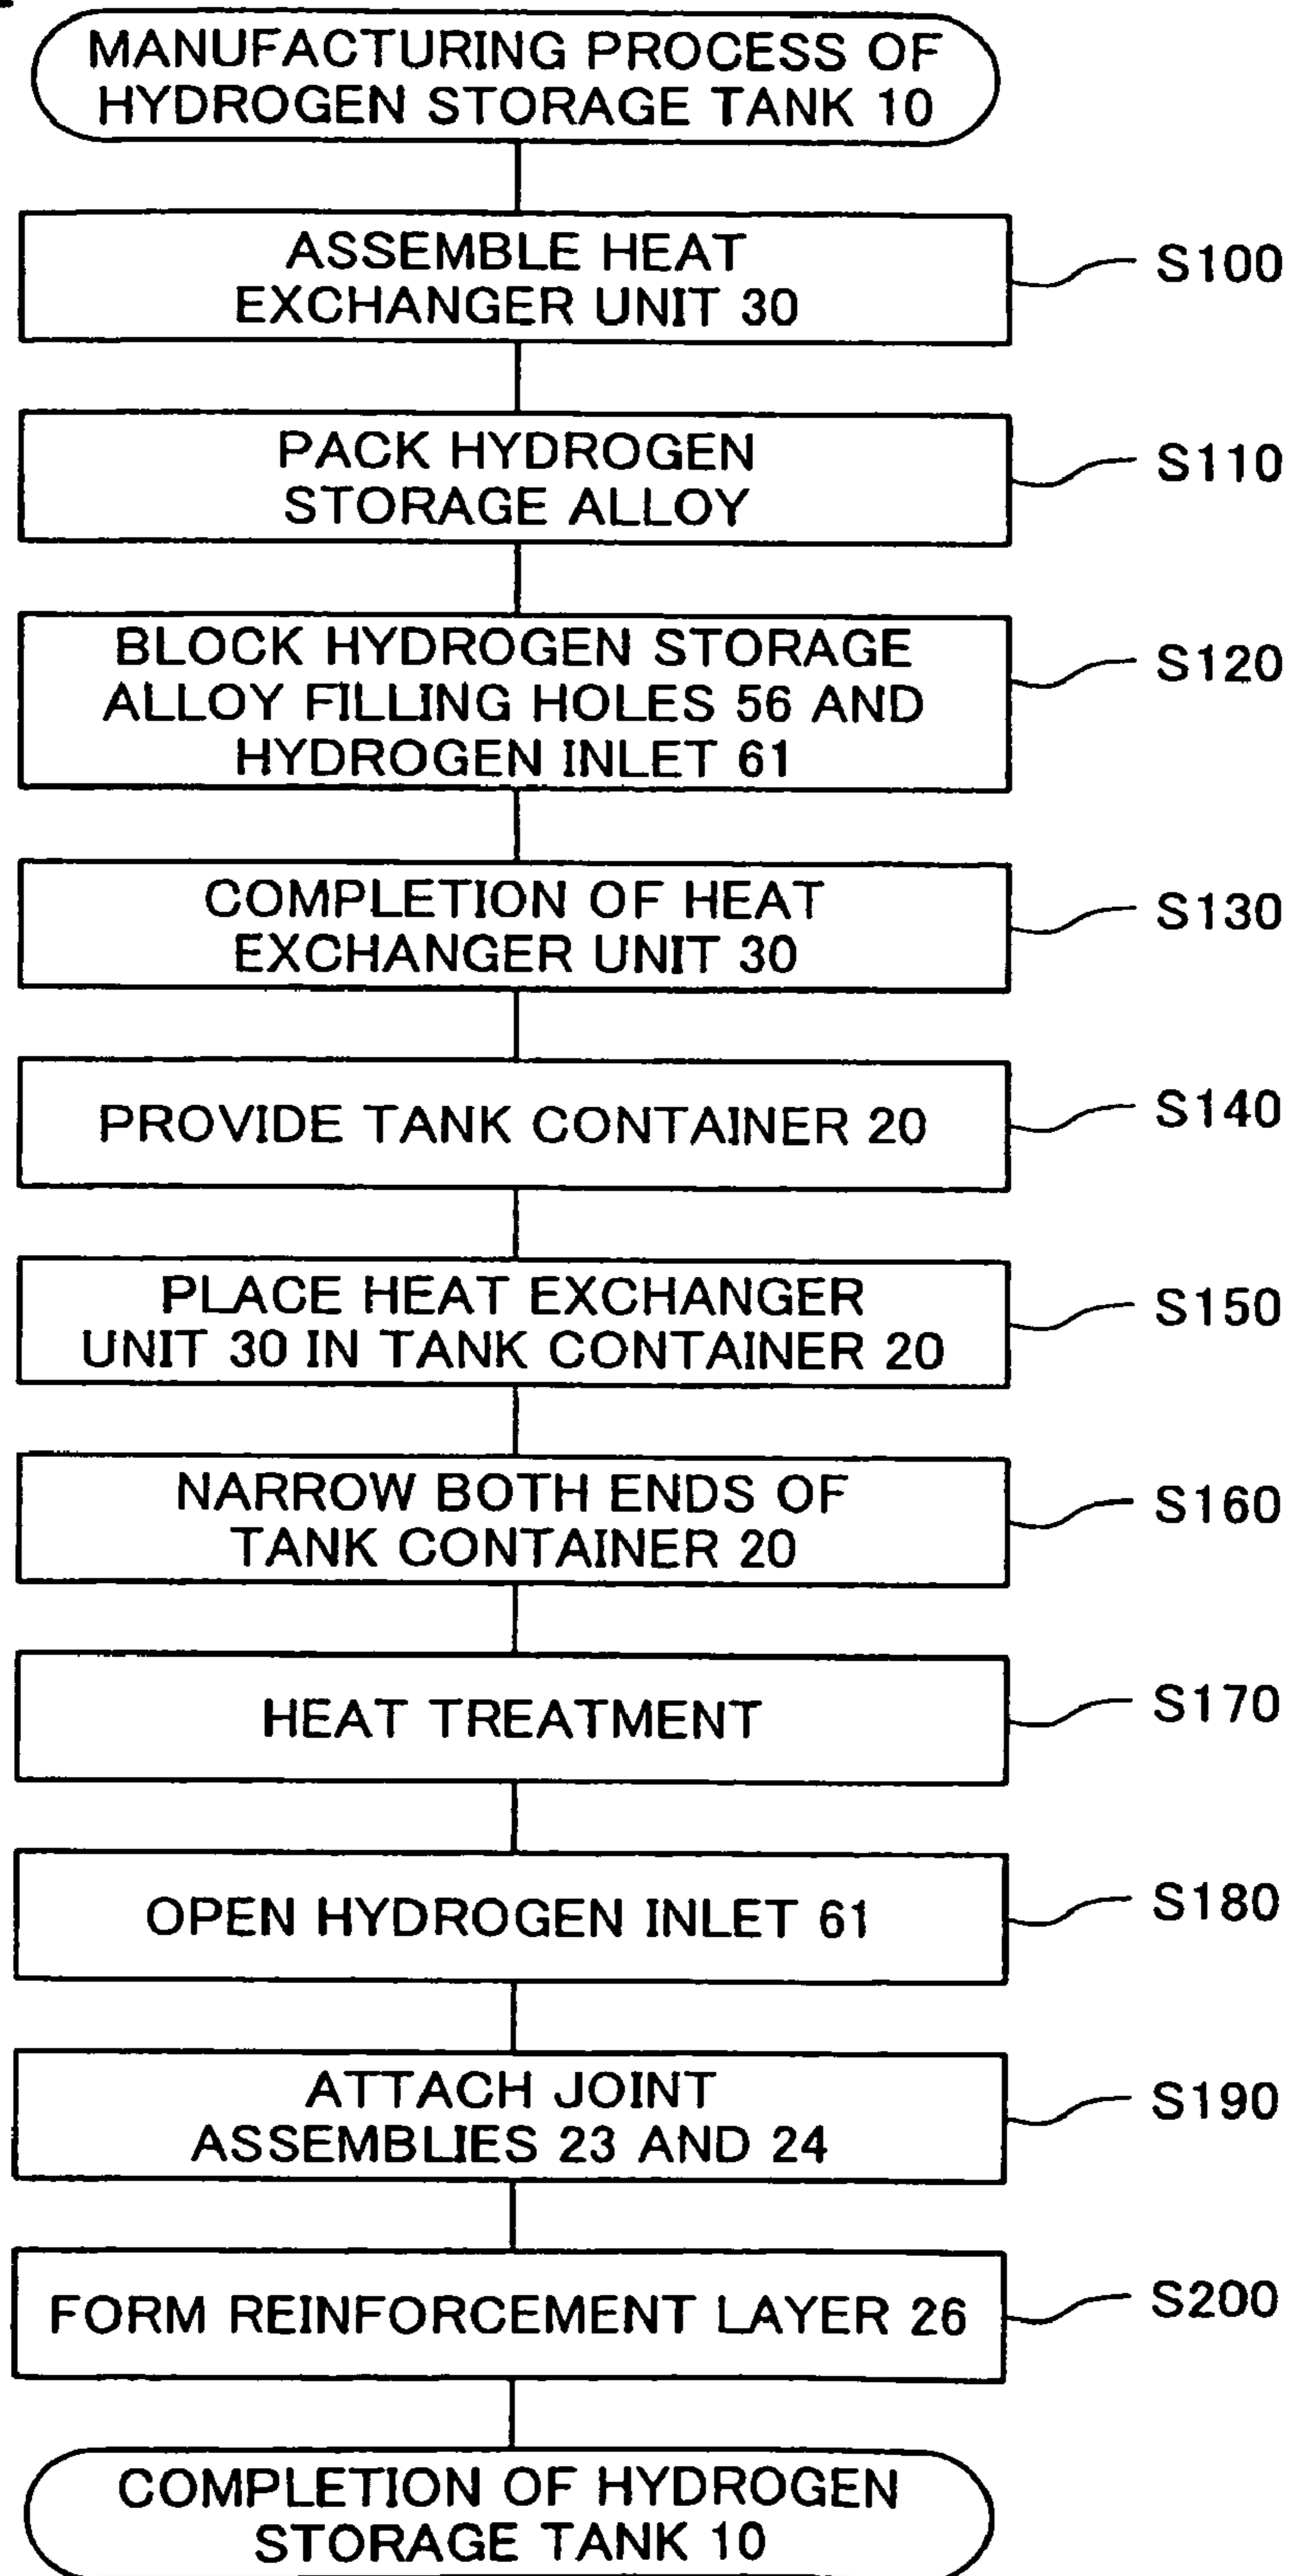 MANUFACTURING PROCESS OF
HYDROGEN STORAGE TANK 10
ASSEMBLE HEAT
EXCHANGER UNIT 30
S100
PACK HYDROGEN
STORAGE ALLOY
S110
BLOCK HYDROGEN STORAGE
ALLOY FILLING HOLES 56 AND
HYDROGEN INLET 61
S120
COMPLETION OF HEAT
EXCHANGER UNIT 30
S130
PROVIDE TANK CONTAINER 20
S140
PLACE HEAT EXCHANGER
UNIT 30 IN TANK CONTAINER 20
S150
NARROW BOTH ENDS OF
TANK CONTAINER 20
S160
HEAT TREATMENT
S170
OPEN HYDROGEN INLET 61
S180
ATTACH JOINT
ASSEMBLIES 23 AND 24
S190
FORM REINFORCEMENT LAYER 26
S200
COMPLETION OF HYDROGEN
STORAGE TANK 10